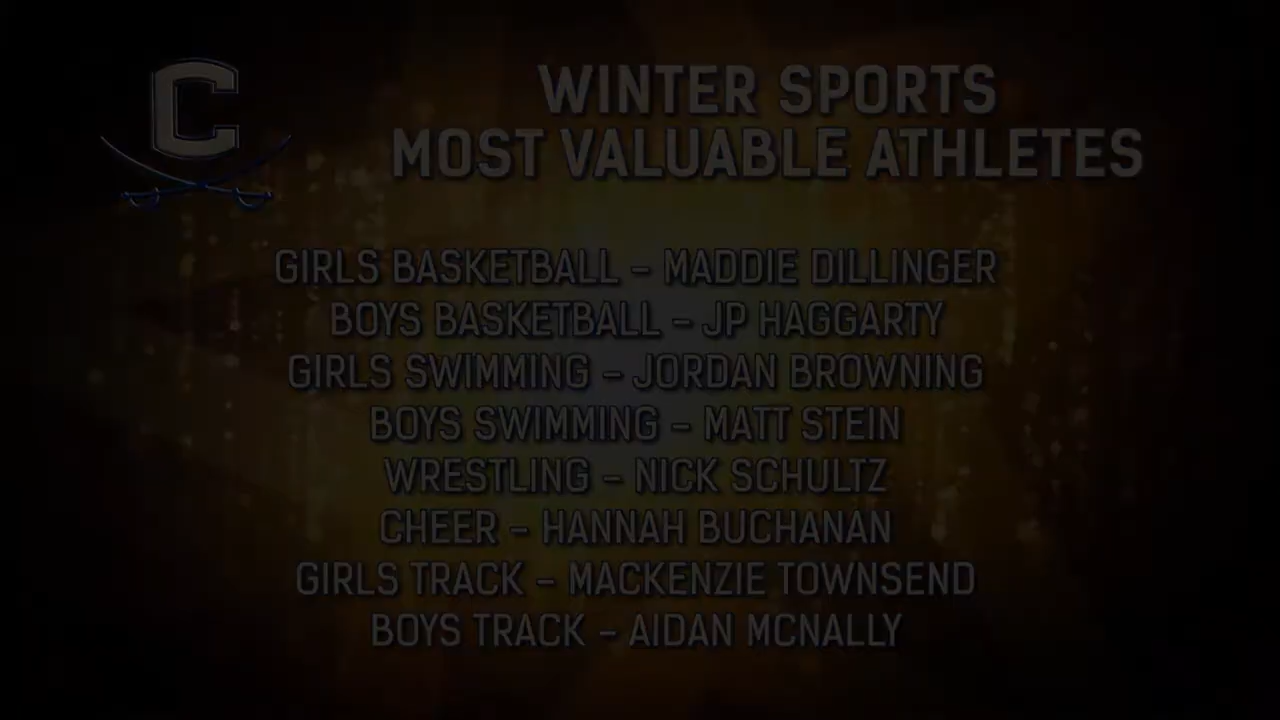 C
WINTER SPORTS
MOST VALUABLE ATHLETES
GIRLS BASKETBALL – MADDIE DILLINGER
BOYS BASKETBALL – JP HAGGARTY
GIRLS SWIMMING – JORDAN BROWNING
BOYS SWIMMING – MATT STEIN
WRESTLING – NICK SCHULTZ
CHEER – HANNAH BUCHANAN
GIRLS TRACK – MACKENZIE TOWNSEND
BOYS TRACK – AIDAN MCNALLY